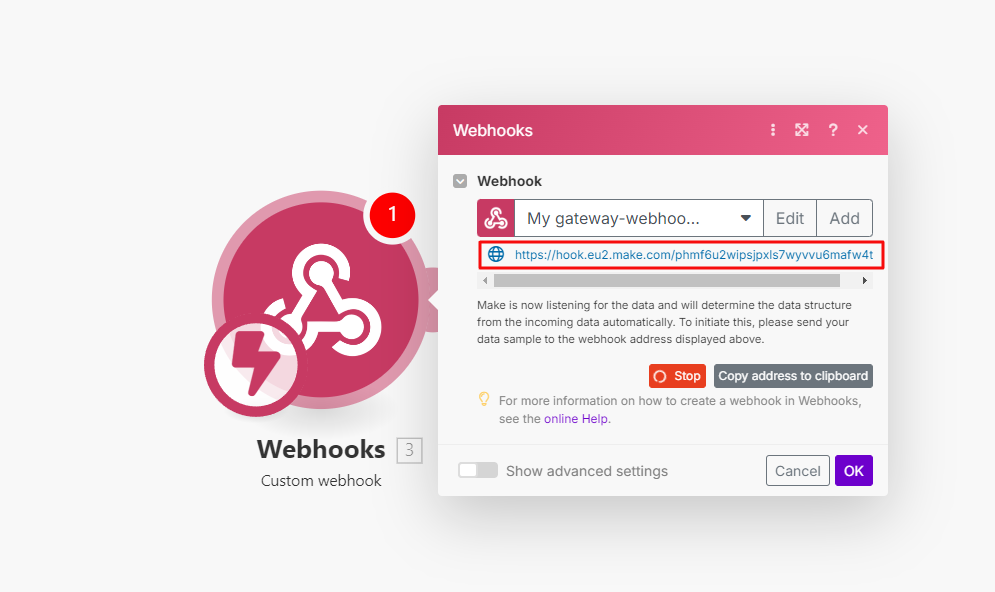 Webhooks
?
Webhook
1
My gateway-webhoo...
Edit
Add
https://hook.eu2.make.com/phmf6u2wipsjpxls7wyvvu6mafw4t
Make is now listening for the data and will determine the data structure
from the incoming data automatically. To initiate this, please send your
data sample to the webhook address displayed above.
Stop
Copy address to clipboard
For more information on how to create a webhook in Webhooks,
see the online Help.
Webhooks 3
Custom webhook
Show advanced settings
Cancel
OK